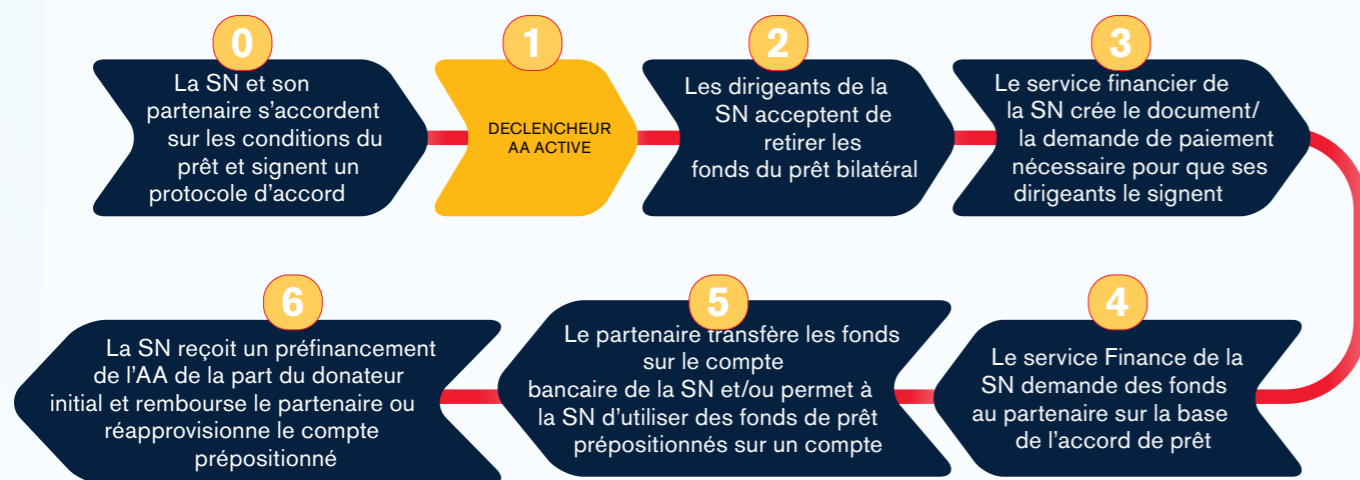 0
La SN et son
partenaire s'accordent
sur les conditions du
prêt et signent un
protocole d'accord
1
DECLENCHEUR
AA ACTIVE
2
Les dirigeants de la
SN acceptent de
retirer les
fonds du prêt bilatéral
3
Le service financier de
la SN crée le document/
la demande de paiement
nécessaire pour que ses
dirigeants le signent
4
Le service Finance de la
SN demande des fonds
au partenaire sur la base
de l'accord de prêt
5
Le partenaire transfère les fonds
sur le compte
bancaire de la SN et/ou permet à
la SN d'utiliser des fonds de prêt
prépositionnés sur un compte
6
La SN reçoit un préfinancement
de l'AA de la part du donateur
initial et rembourse le partenaire ou
réapprovisionne le compte
prépositionné